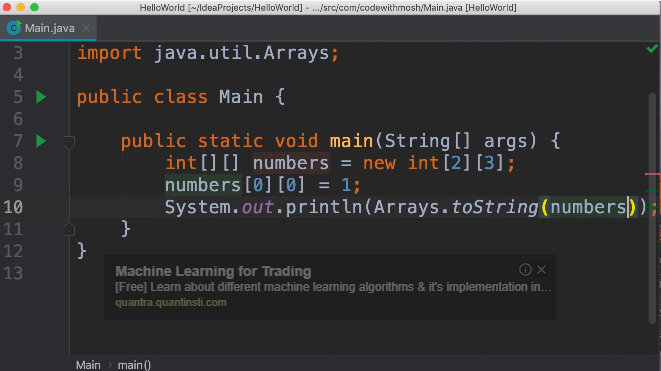 HelloWorld [~/IdeaProjects/HelloWorld] - .../src/com/codewithmosh/Main.java [HelloWorld]
C Main.java ×
3 import java.util.Arrays;
4
5 public class Main {
6
7 public static void main(String[] args) {
8 int[][] numbers = new int[2][3];
9 numbers[0][0] = 1;
10 System.out.println(Arrays.toString(numbers));
11 }
12 }
13
Machine Learning for Trading
[Free] Learn about different machine learning algorithms & it's implementation in...
quantra.quantinsti.com
Main › main()